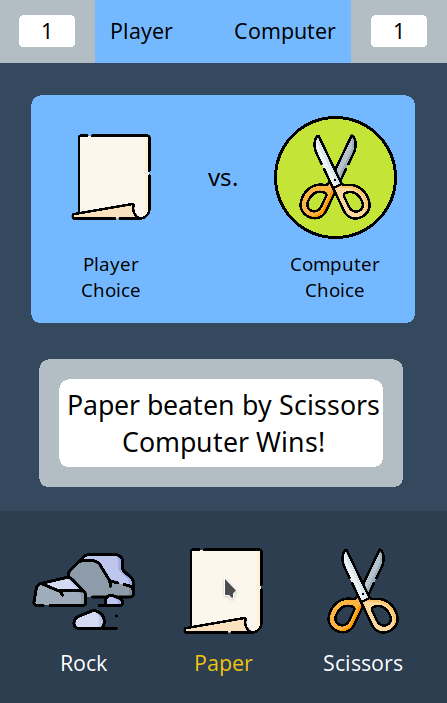 1 Player Computer 1
vs.
Player Computer
Choice Choice
Paper beaten by Scissors
Computer Wins!
Rock Paper Scissors